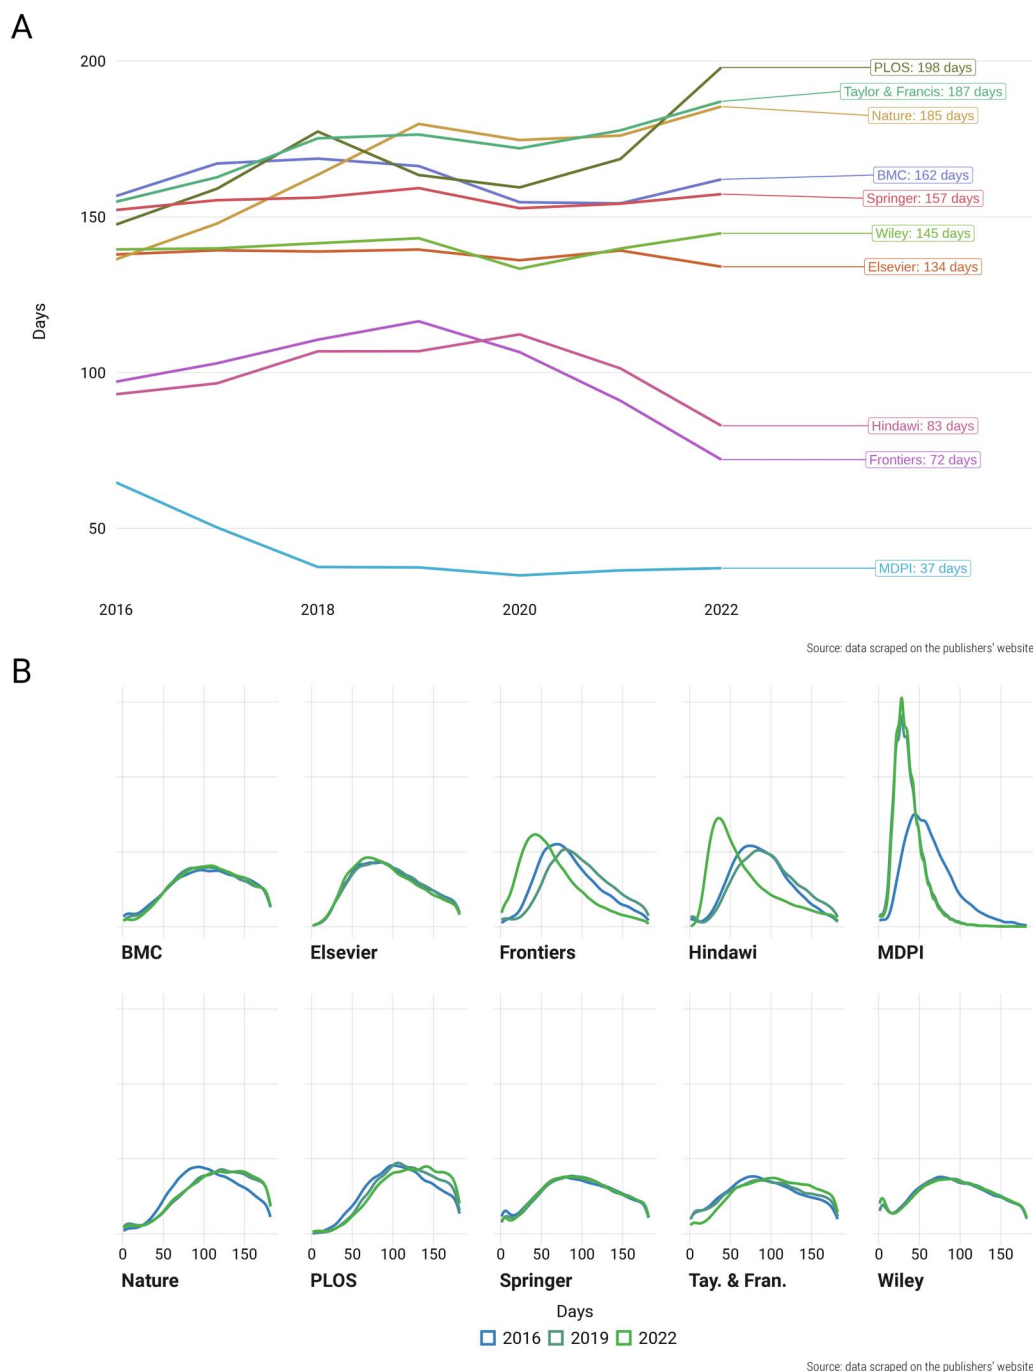 A
200
150
100
50
Days
PLOS: 198 days
Taylor & Francis: 187 days
Nature: 185 days
BMC: 162 days
Springer: 157 days
Wiley: 145 days
Elsevier: 134 days
Hindawi: 83 days
Frontiers: 72 days
MDPI: 37 days
2016 2018 2020 2022
Source: data scraped on the publishers' website
B
BMC Elsevier Frontiers Hindawi MDPI
0 50 100 150 0 50 100 150 0 50 100 150 0 50 100 150 0 50 100 150
Nature PLOS Springer Tay. & Fran. Wiley
Days
2016 2019 2022
Source: data scraped on the publishers' website